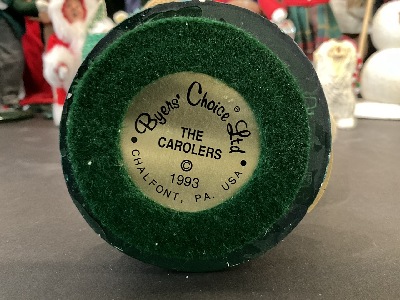 Byers' Choice Ltd ®
THE
CAROLERS
©
1993
• CHALFONT, PA. USA •